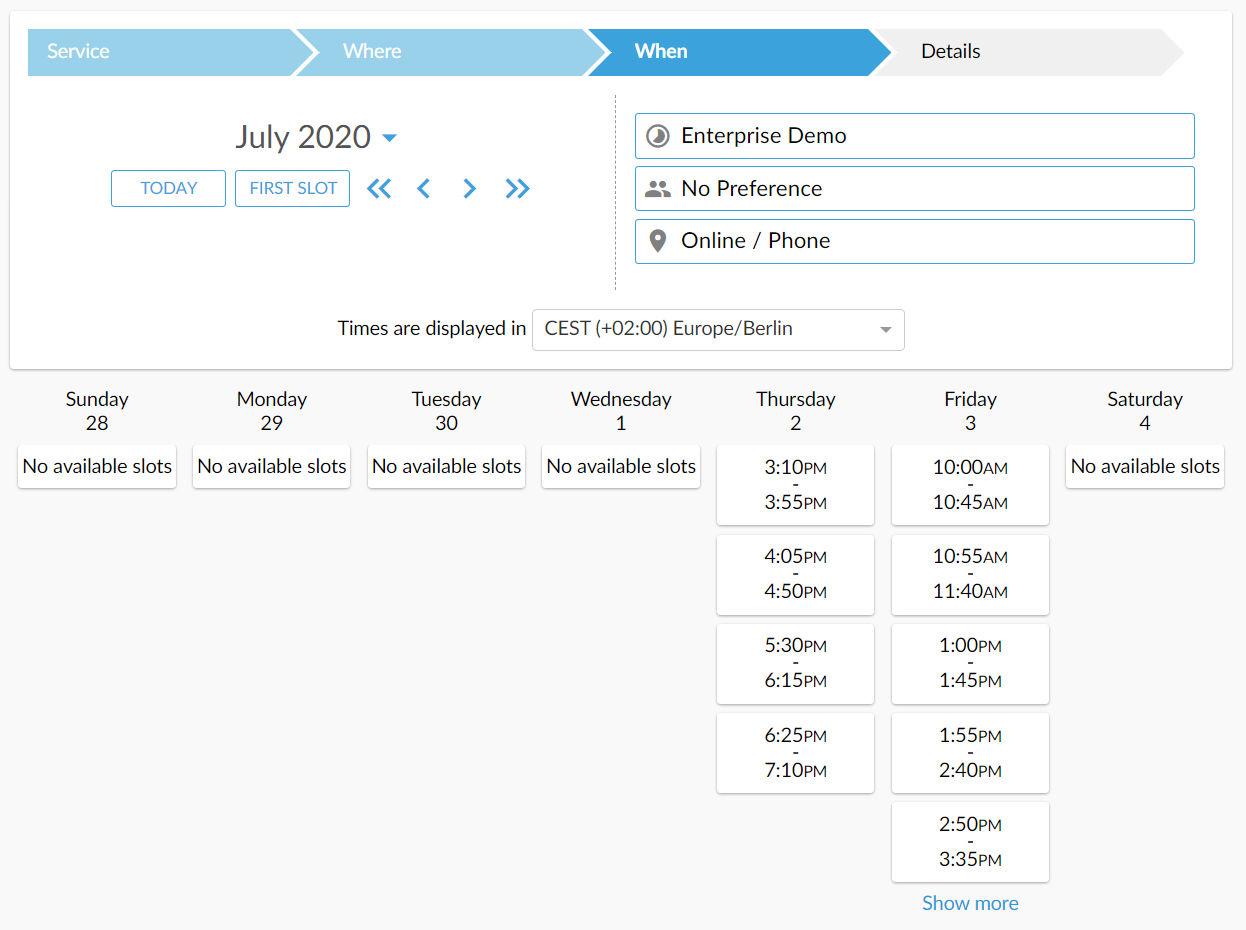 Service
Where
When
Details
July 2020
TODAY
FIRST SLOT
Enterprise Demo
No Preference
Online / Phone
Times are displayed in
CEST (+02:00) Europe/Berlin
Sunday
28
No available slots
Monday
29
No available slots
Tuesday
30
No available slots
Wednesday
1
No available slots
Thursday
2
3:10PM
-
3:55PM
4:05PM
-
4:50PM
5:30PM
-
6:15PM
6:25PM
-
7:10PM
Friday
3
10:00AM
-
10:45AM
10:55AM
-
11:40AM
1:00PM
-
1:45PM
1:55PM
-
2:40PM
2:50PM
-
3:35PM
Show more
Saturday
4
No available slots